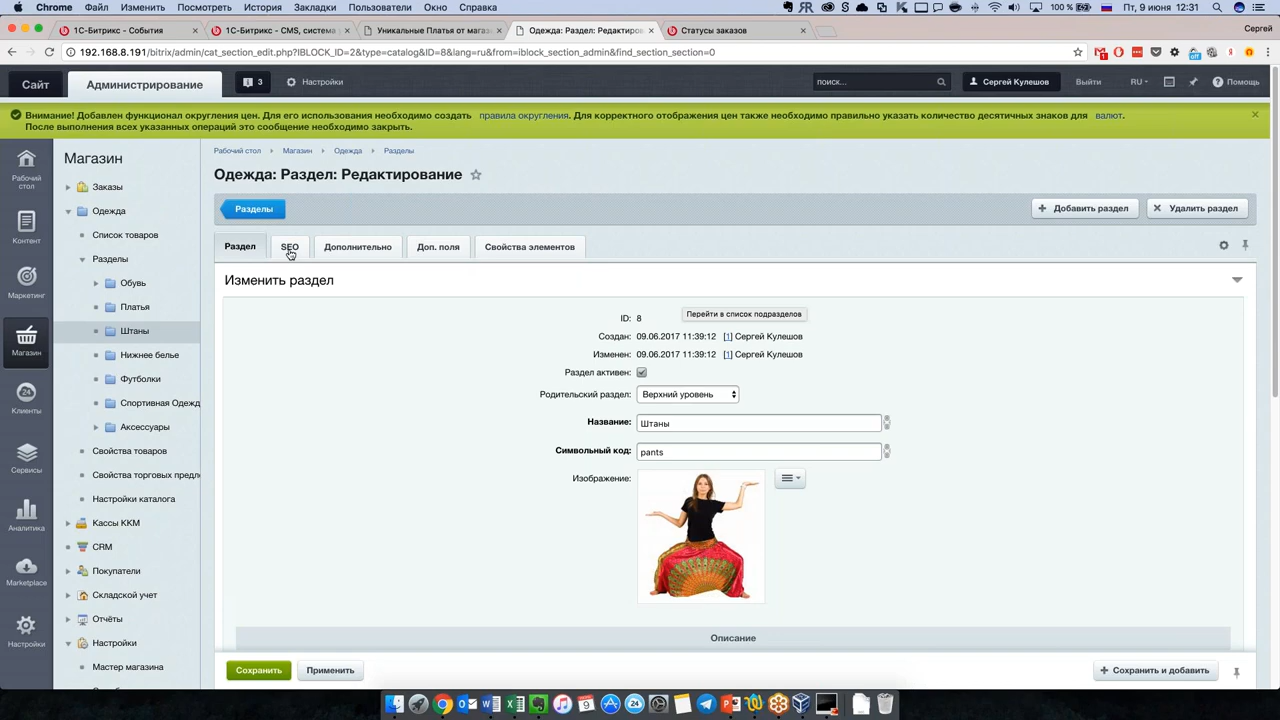 Chrome Файл Изменить Посмотреть История Закладки Пользователи Окно Справка 100 % Пт, 9 июня 12:31
1С-Битрикс - События × 1С-Битрикс - CMS, система × Уникальные Платья от магаз × Одежда: Раздел: Редактиров × Статусы заказов × Сергей
192.168.8.191/bitrix/admin/cat_section_edit.php?IBLOCK_ID=2&type=catalog&ID=8&lang=ru&from=iblock_section_admin&find_section_section=0
Сайт Администрирование 3 Настройки поиск... Сергей Кулешов Выйти RU Помощь
Внимание! Добавлен функционал округления цен. Для его использования необходимо создать правила округления. Для корректного отображения цен также необходимо правильно указать количество десятичных знаков для валют.
После выполнения всех указанных операций это сообщение необходимо закрыть.
Рабочий стол
Контент
Маркетинг
Магазин
24
Клиенты
Сервисы
Аналитика
Marketplace
Настройки
Магазин
Заказы
Одежда
Список товаров
Разделы
Обувь
Платья
Штаны
Нижнее белье
Футболки
Спортивная Одежд
Аксессуары
Свойства товаров
Свойства торговых предл
Настройки каталога
Кассы ККМ
CRM
Покупатели
Складской учет
Отчёты
Настройки
Мастер магазина
Рабочий стол Магазин Одежда Разделы
Одежда: Раздел: Редактирование
Разделы + Добавить раздел × Удалить раздел
Раздел SEO Дополнительно Доп. поля Свойства элементов
Изменить раздел
ID: 8 Перейти в список подразделов
Создан: 09.06.2017 11:39:12 [1] Сергей Кулешов
Изменен: 09.06.2017 11:39:12 [1] Сергей Кулешов
Раздел активен:
Родительский раздел: Верхний уровень
Название: Штаны
Символьный код: pants
Изображение:
Описание
Сохранить Применить + Сохранить и добавить